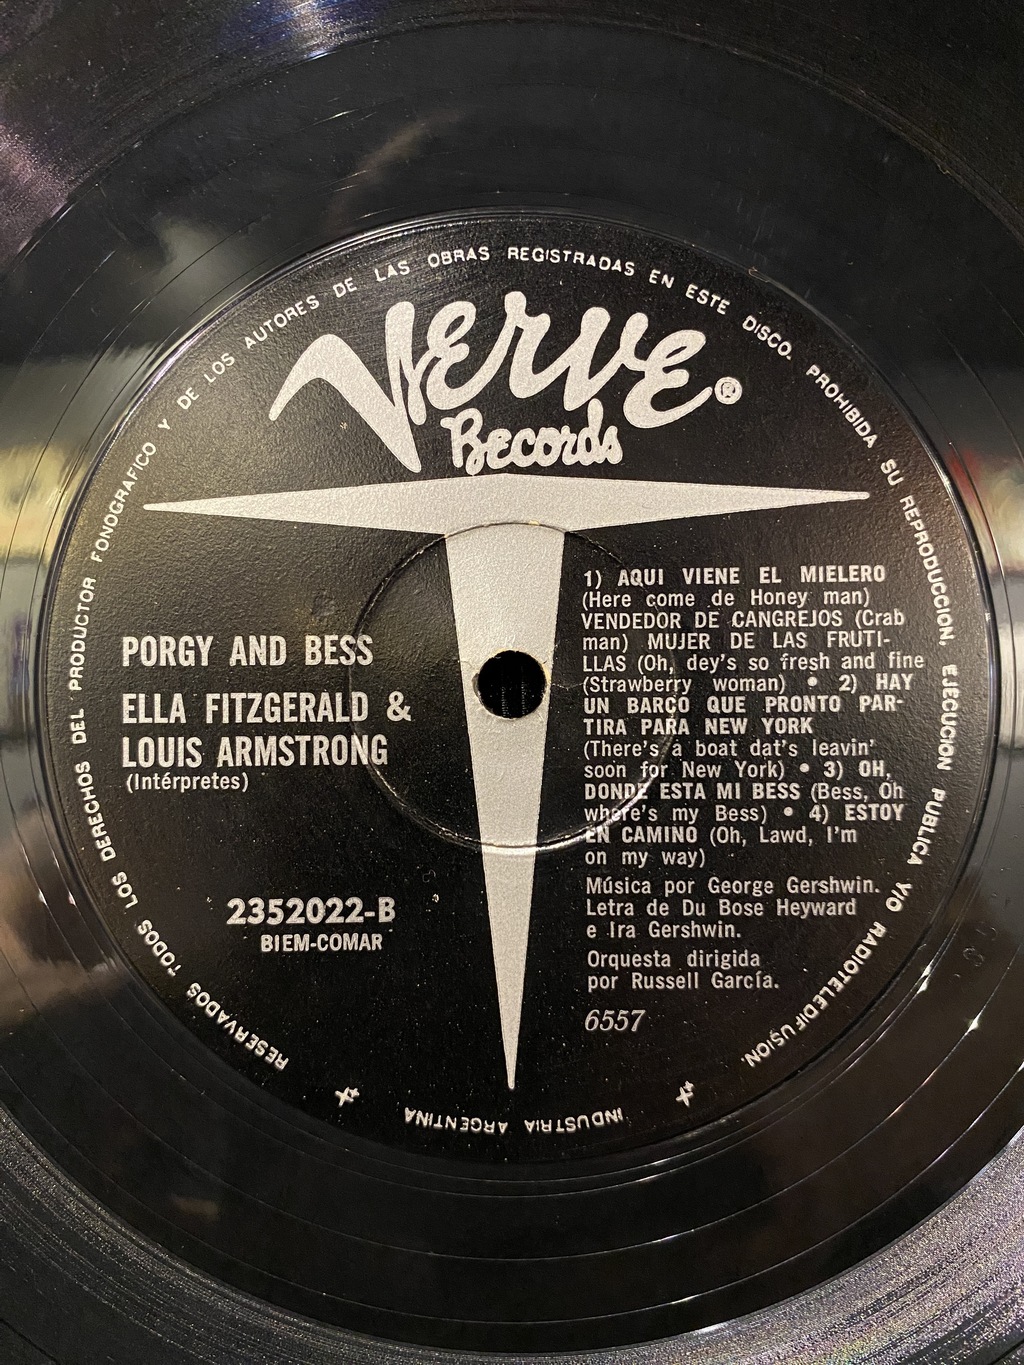 RESERVADOS TODOS LOS DERECHOS DEL PRODUCTOR FONOGRAFICO Y DE LOS AUTORES DE LAS OBRAS REGISTRADAS EN ESTE DISCO. PROHIBIDA SU REPRODUCCION, EJECUCION PUBLICA Y/O RADIOTELEDIFUSION.
VERVE ®
Records
PORGY AND BESS
ELLA FITZGERALD &
LOUIS ARMSTRONG
(Intérpretes)
2352022-B
BIEM-COMAR
1) AQUI VIENE EL MIELERO
(Here come de Honey man)
VENDEDOR DE CANGREJOS (Crab
man) MUJER DE LAS FRUTI-
LLAS (Oh, dey's so fresh and fine
(Strawberry woman) • 2) HAY
UN BARCO QUE PRONTO PAR-
TIRA PARA NEW YORK
(There's a boat dat's leavin'
soon for New York) • 3) OH,
DONDE ESTA MI BESS (Bess, Oh
where's my Bess) • 4) ESTOY
EN CAMINO (Oh, Lawd, I'm
on my way)
Música por George Gershwin.
Letra de Du Bose Heyward
e Ira Gershwin.
Orquesta dirigida
por Russell García.
6557
INDUSTRIA ARGENTINA